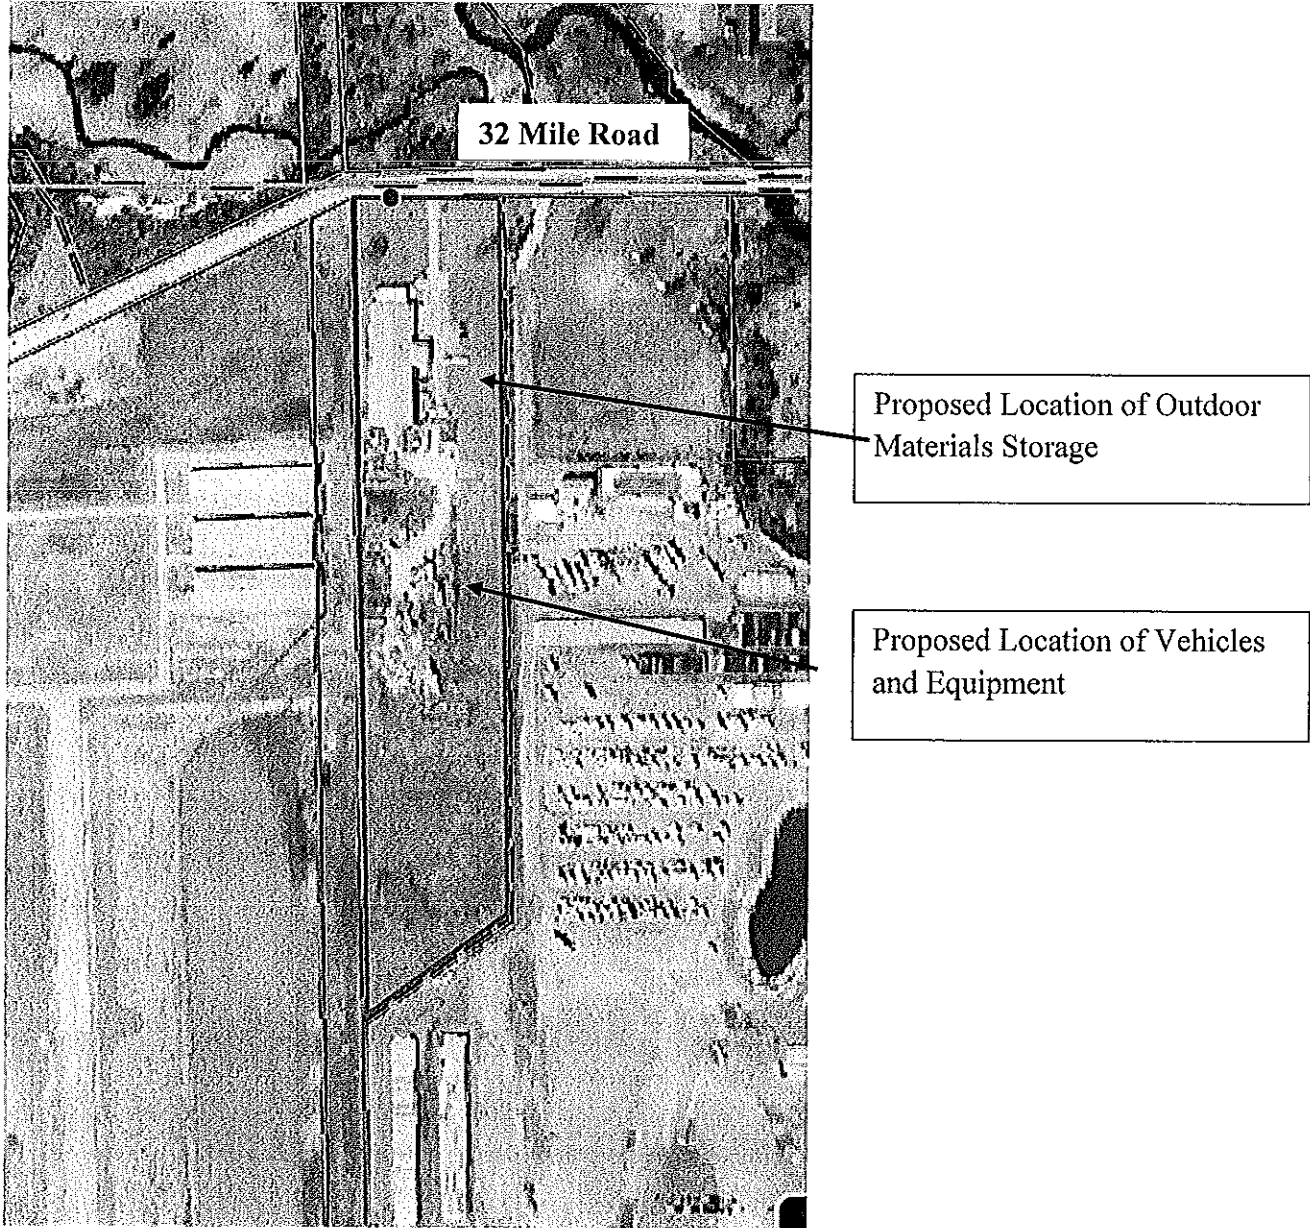 32 Mile Road
Proposed Location of Outdoor
Materials Storage
Proposed Location of Vehicles
and Equipment